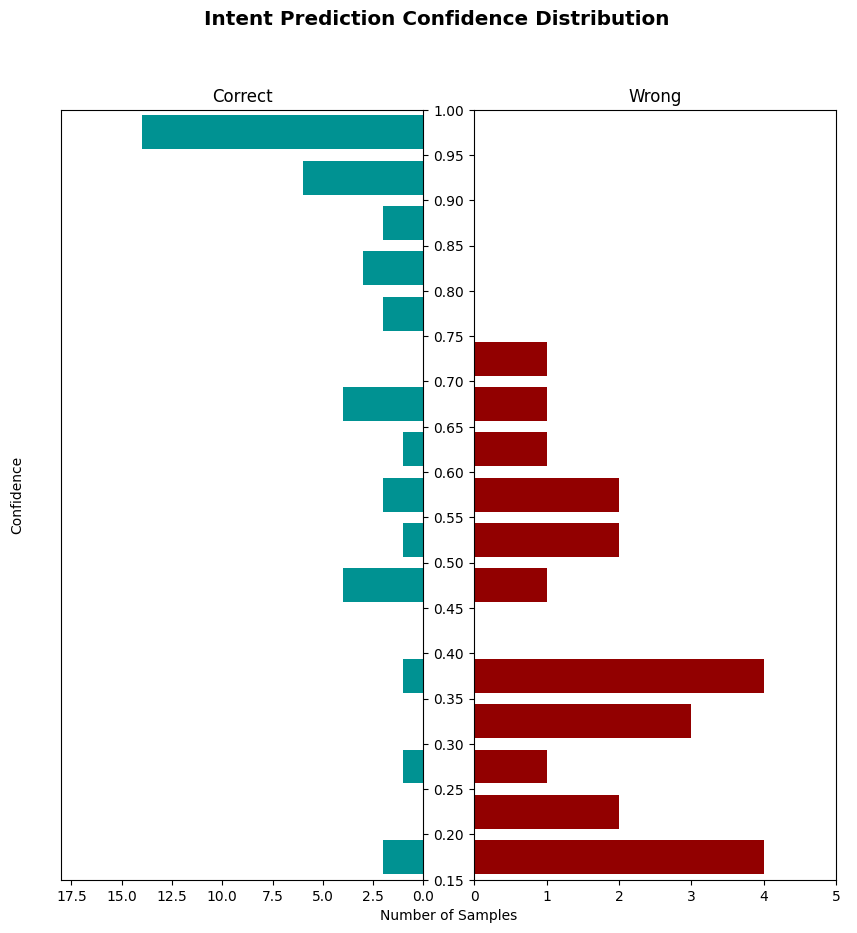 Intent Prediction Confidence Distribution
Correct
Wrong
1.00
0.95
0.90
0.85
0.80
0.75
0.70
0.65
0.60
0.55
0.50
0.45
0.40
0.35
0.30
0.25
0.20
0.15
Confidence
17.5 15.0 12.5 10.0 7.5 5.0 2.5 0.0
0 1 2 3 4 5
Number of Samples